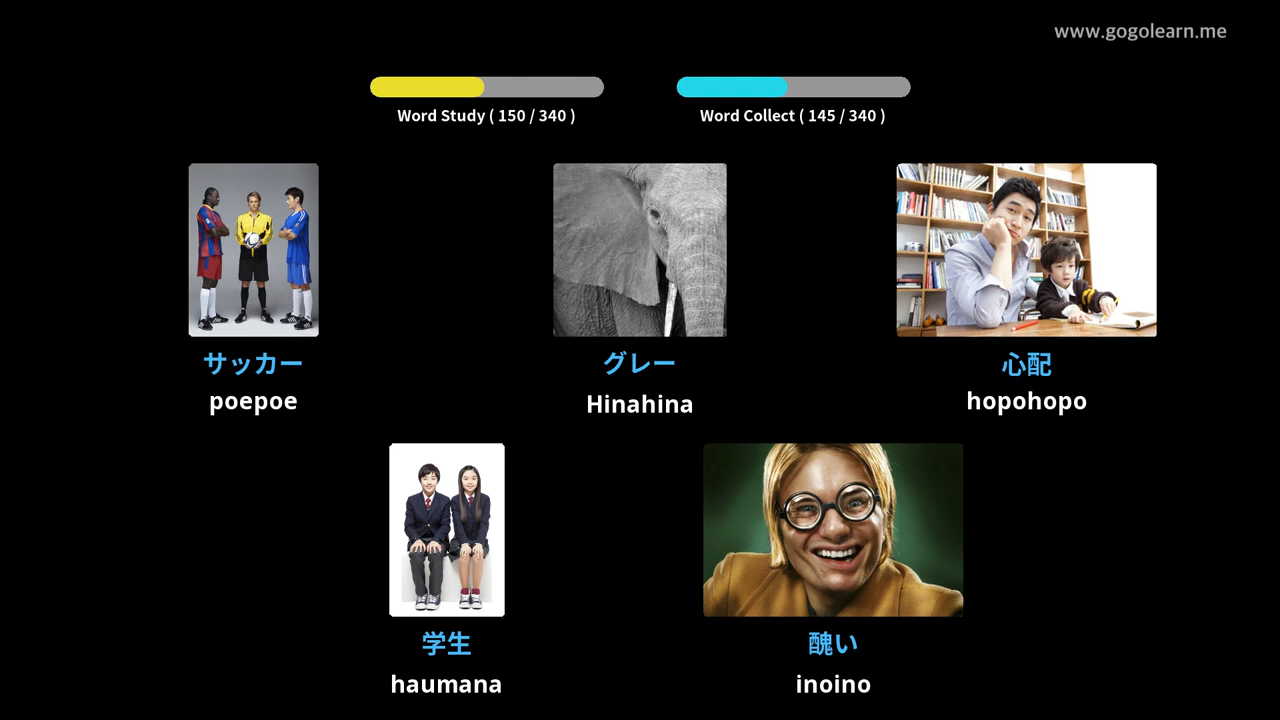 www.gogolearn.me
Word Study ( 150 / 340 )
Word Collect ( 145 / 340 )
サッカー
poepoe
グレー
Hinahina
心配
hopohopo
学生
haumana
醜い
inoino